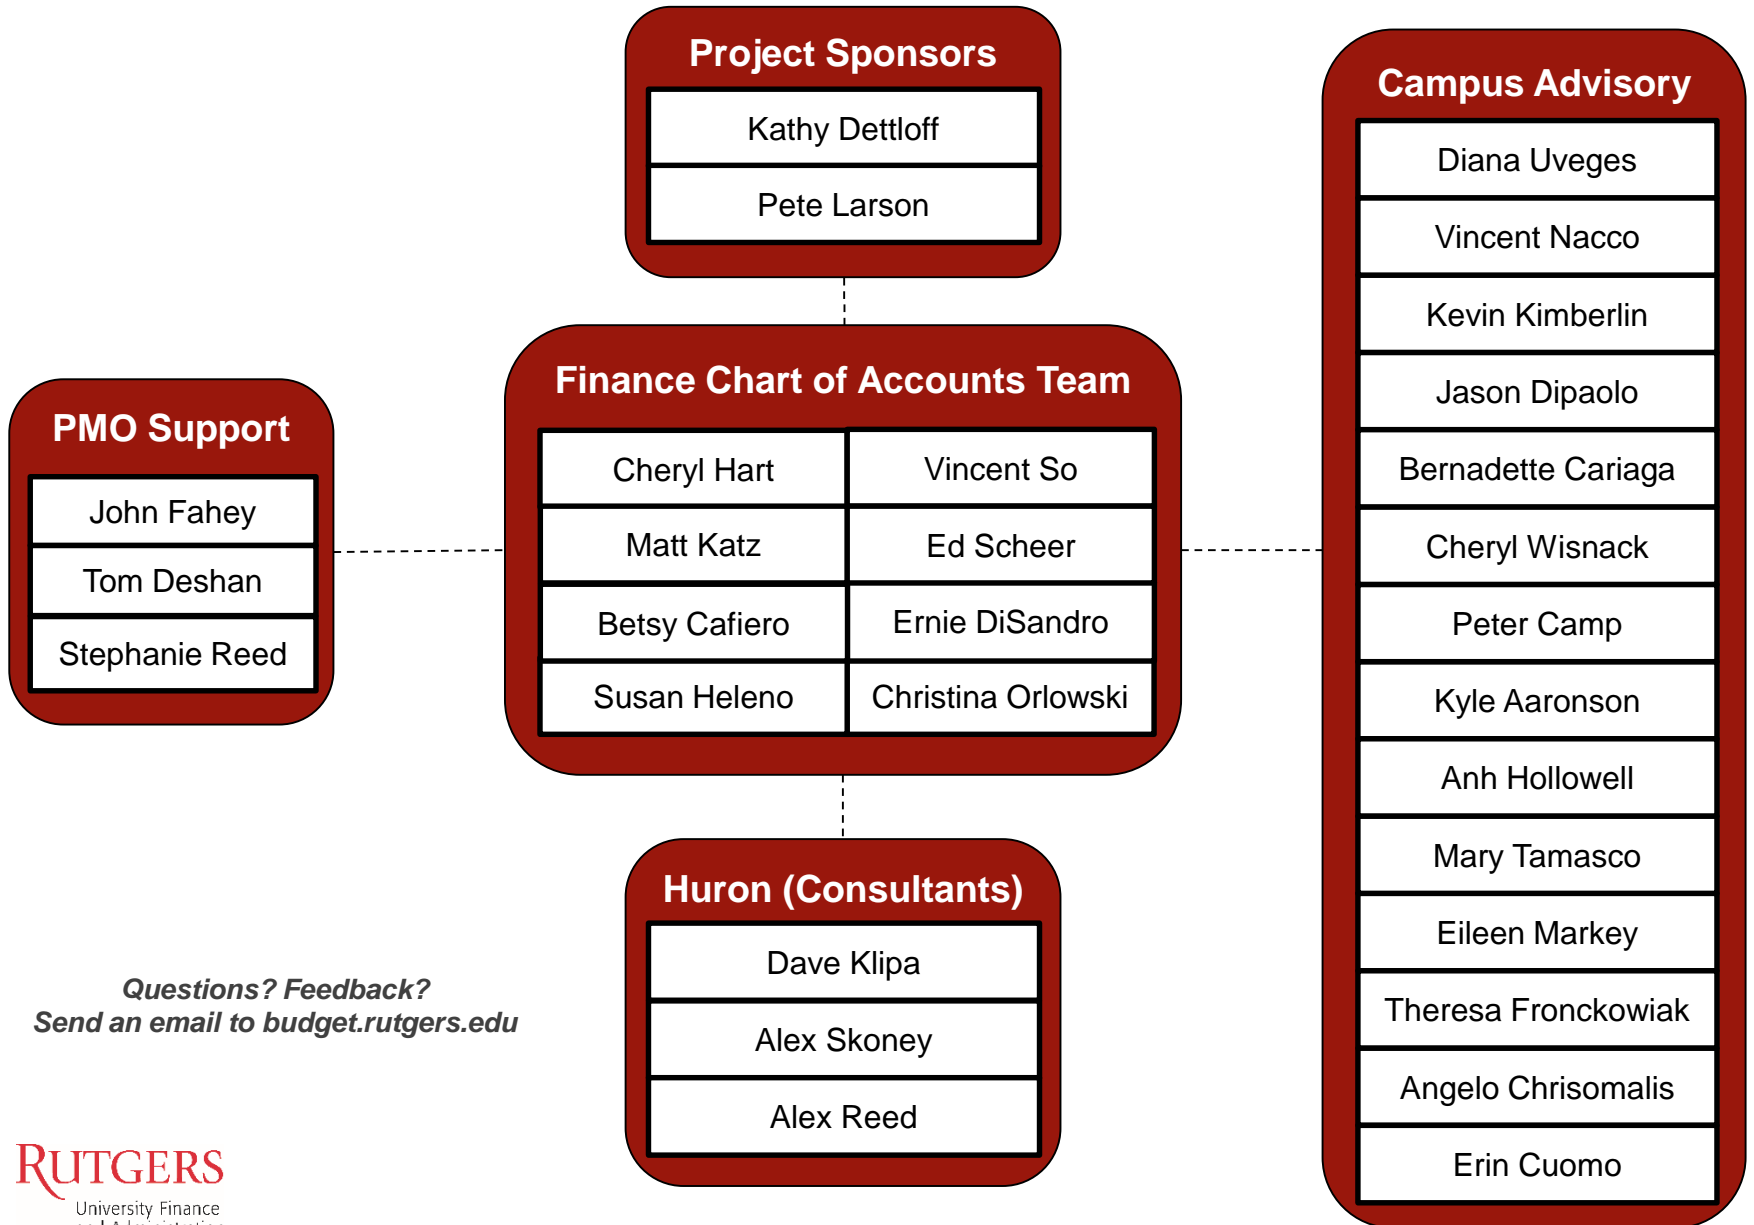 Project Sponsors
Kathy Dettloff
Pete Larson
Campus Advisory
Diana Uveges
Vincent Nacco
Kevin Kimberlin
Jason Dipaolo
Bernadette Cariaga
Cheryl Wisnack
Peter Camp
Kyle Aaronson
Anh Hollowell
Mary Tamasco
Eileen Markey
Theresa Fronckowiak
Angelo Chrisomalis
Erin Cuomo
Finance Chart of Accounts Team
Cheryl Hart
Vincent So
Matt Katz
Ed Scheer
Betsy Cafiero
Ernie DiSandro
Susan Heleno
Christina Orlowski
PMO Support
John Fahey
Tom Deshan
Stephanie Reed
Huron (Consultants)
Dave Klipa
Alex Skoney
Alex Reed
Questions? Feedback?
Send an email to budget.rutgers.edu
RUTGERS
University Finance
and Administration